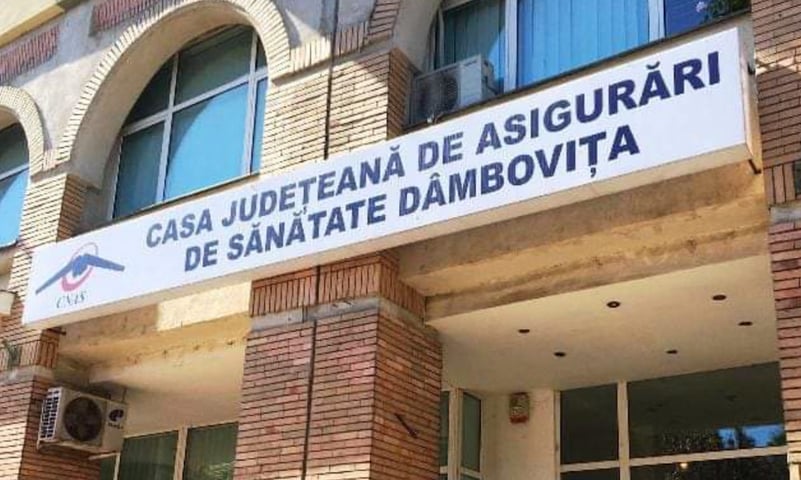 CASA JUDEȚEANĂ DE ASIGURĂRI
DE SĂNĂTATE DÂMBOVIȚA
CNAS